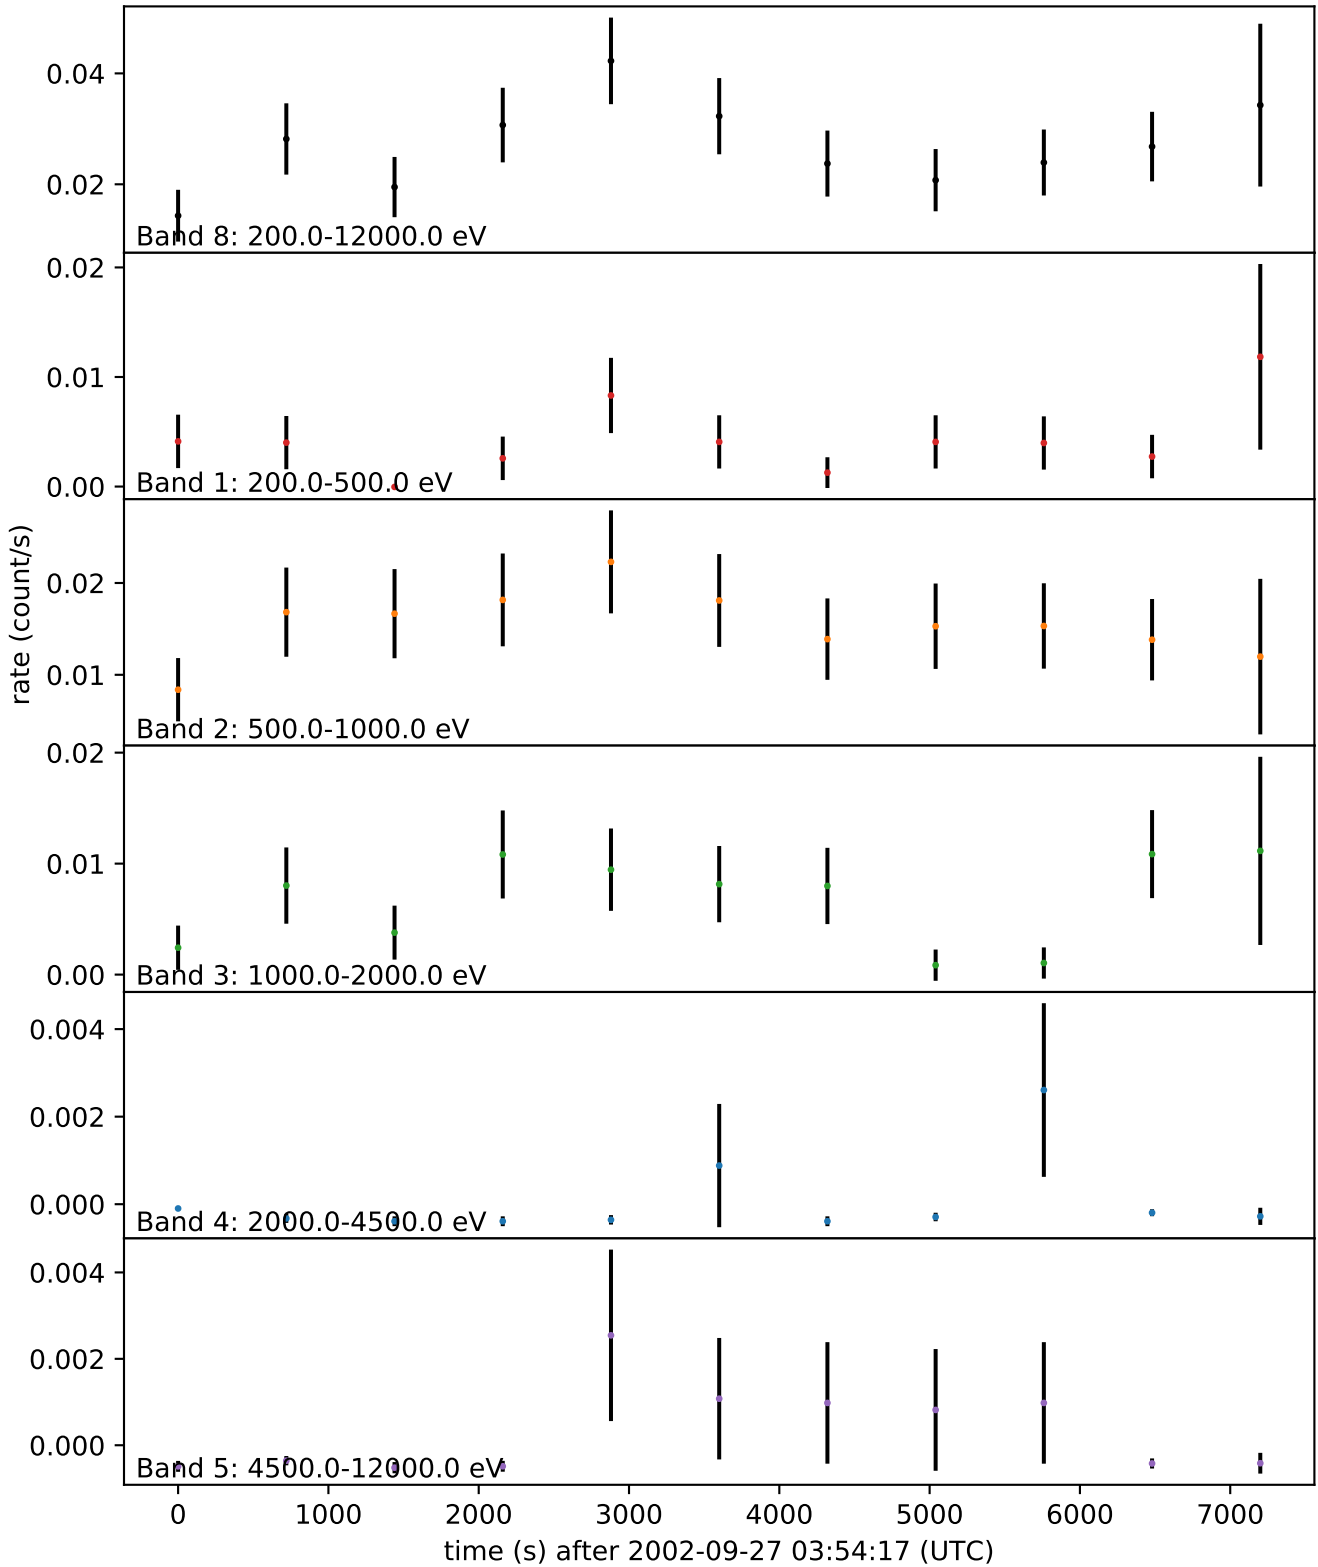 0.04
0.02
Band 8: 200.0-12000.0 eV
0.02
0.01
0.00
Band 1: 200.0-500.0 eV
rate (count/s)
0.02
0.01
Band 2: 500.0-1000.0 eV
0.02
0.01
0.00
Band 3: 1000.0-2000.0 eV
0.004
0.002
0.000
Band 4: 2000.0-4500.0 eV
0.004
0.002
0.000
Band 5: 4500.0-12000.0 eV
0 1000 2000 3000 4000 5000 6000 7000
time (s) after 2002-09-27 03:54:17 (UTC)